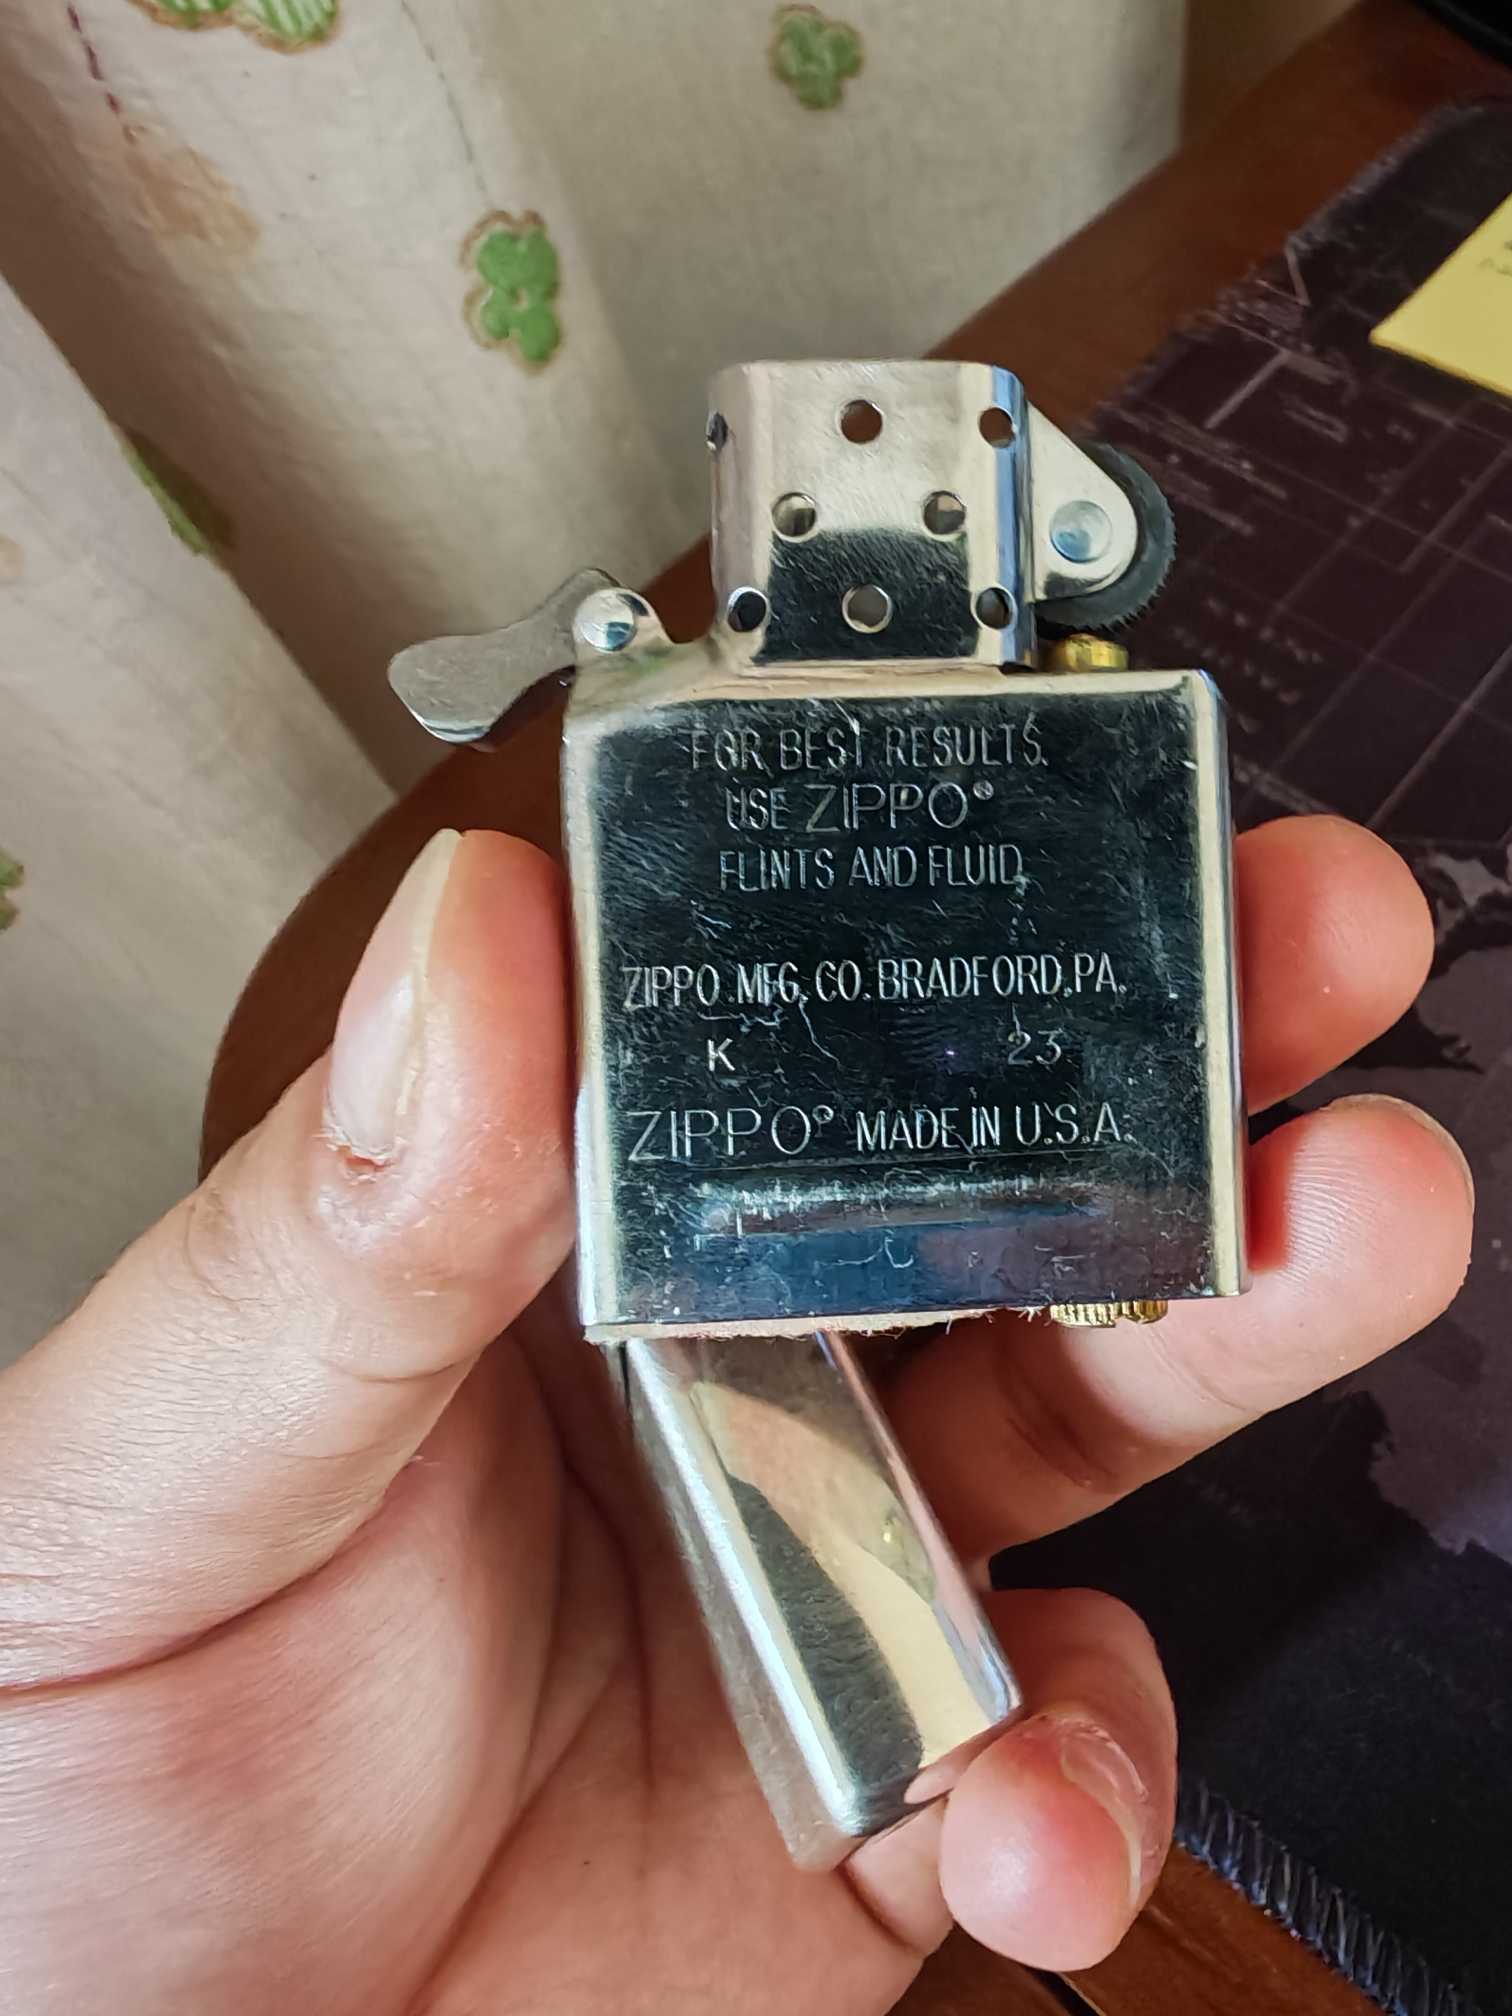 FOR BEST RESULTS
USE ZIPPO®
FLINTS AND FLUID
ZIPPO MFG. CO. BRADFORD, PA.
K 23
ZIPPO® MADE IN U.S.A.